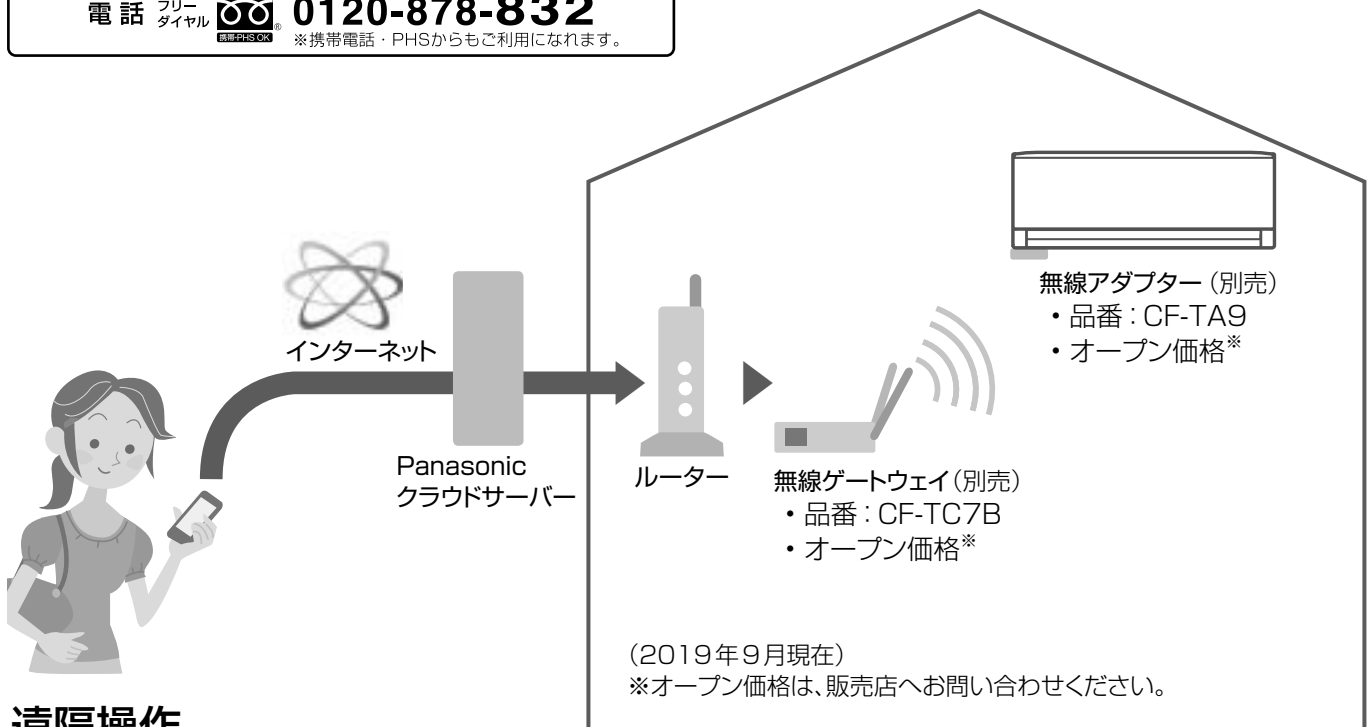 電話 フリーダイヤル 0120-878-832
携帯・PHS OK
※携帯電話・PHSからもご利用になれます。
無線アダプター（別売）
・品番：CF-TA9
・オープン価格※
インターネット
Panasonic
クラウドサーバー
ルーター
無線ゲートウェイ（別売）
・品番：CF-TC7B
・オープン価格※
（2019年9月現在）
※オープン価格は、販売店へお問い合わせください。
遠隔操作